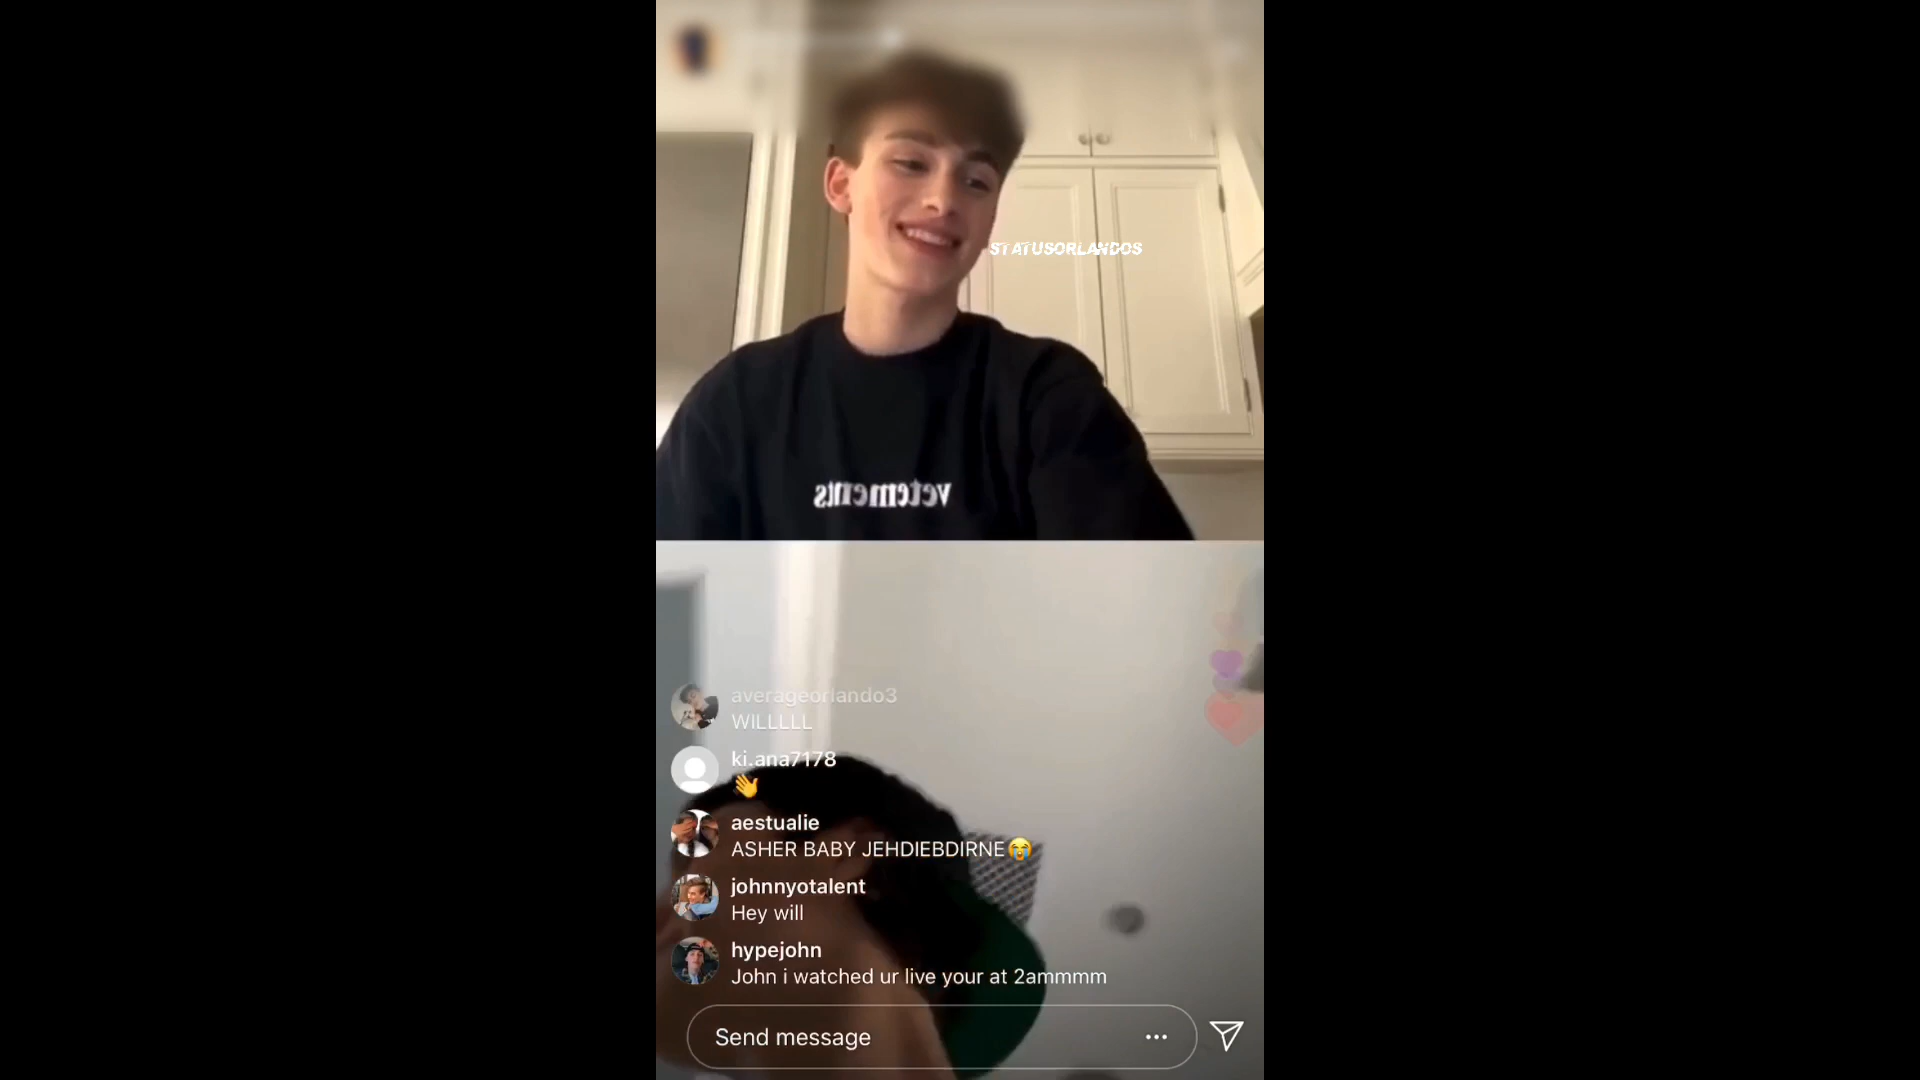 STATUSORLANDOS
vetements
averageorlando3
WILLLLL
ki.ana7178
👋
aestualie
ASHER BABY JEHDIEBDIRNE😭
johnnyotalent
Hey will
hypejohn
John i watched ur live your at 2ammmm
Send message